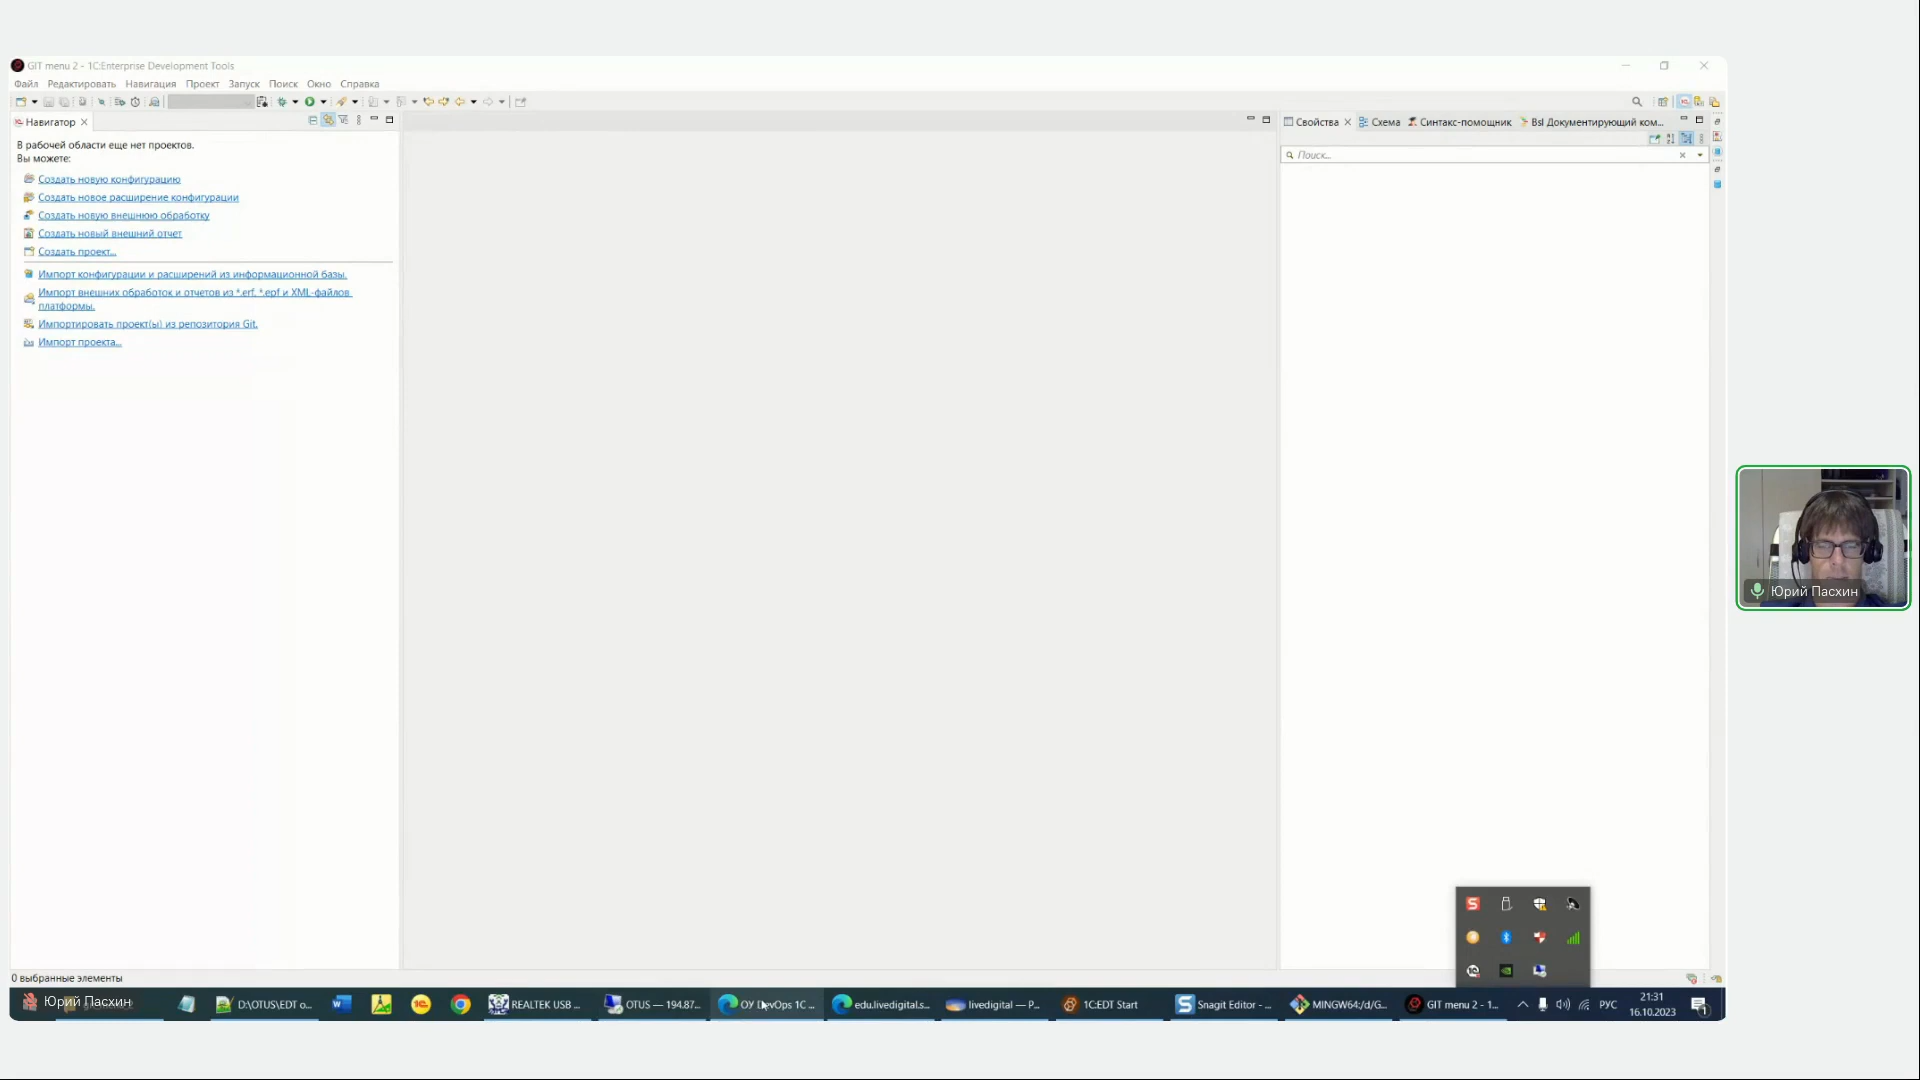 GIT menu 2 - 1C:Enterprise Development Tools
Файл Редактировать Навигация Проект Запуск Поиск Окно Справка
Навигатор
Свойства Схема Синтакс-помощник Bsl Документирующий ком...
В рабочей области еще нет проектов.
Вы можете:
Поиск...
Создать новую конфигурацию
Создать новое расширение конфигурации
Создать новую внешнюю обработку
Создать новый внешний отчет
Создать проект...
Импорт конфигурации и расширений из информационной базы.
Импорт внешних обработок и отчетов из *.erf, *.epf и XML-файлов
платформы.
Импортировать проект(ы) из репозитория Git.
Импорт проекта...
Юрий Пасхин
0 выбранные элементы
Юрий Пасхин
D:\OTUS\EDT o...
REALTEK USB ...
OTUS — 194.87...
ОУ DevOps 1С ...
edu.livedigital.s...
livedigital — P...
1C:EDT Start
Snagit Editor - ...
MINGW64:/d/G...
GIT menu 2 - 1...
РУС
21:31
16.10.2023
1